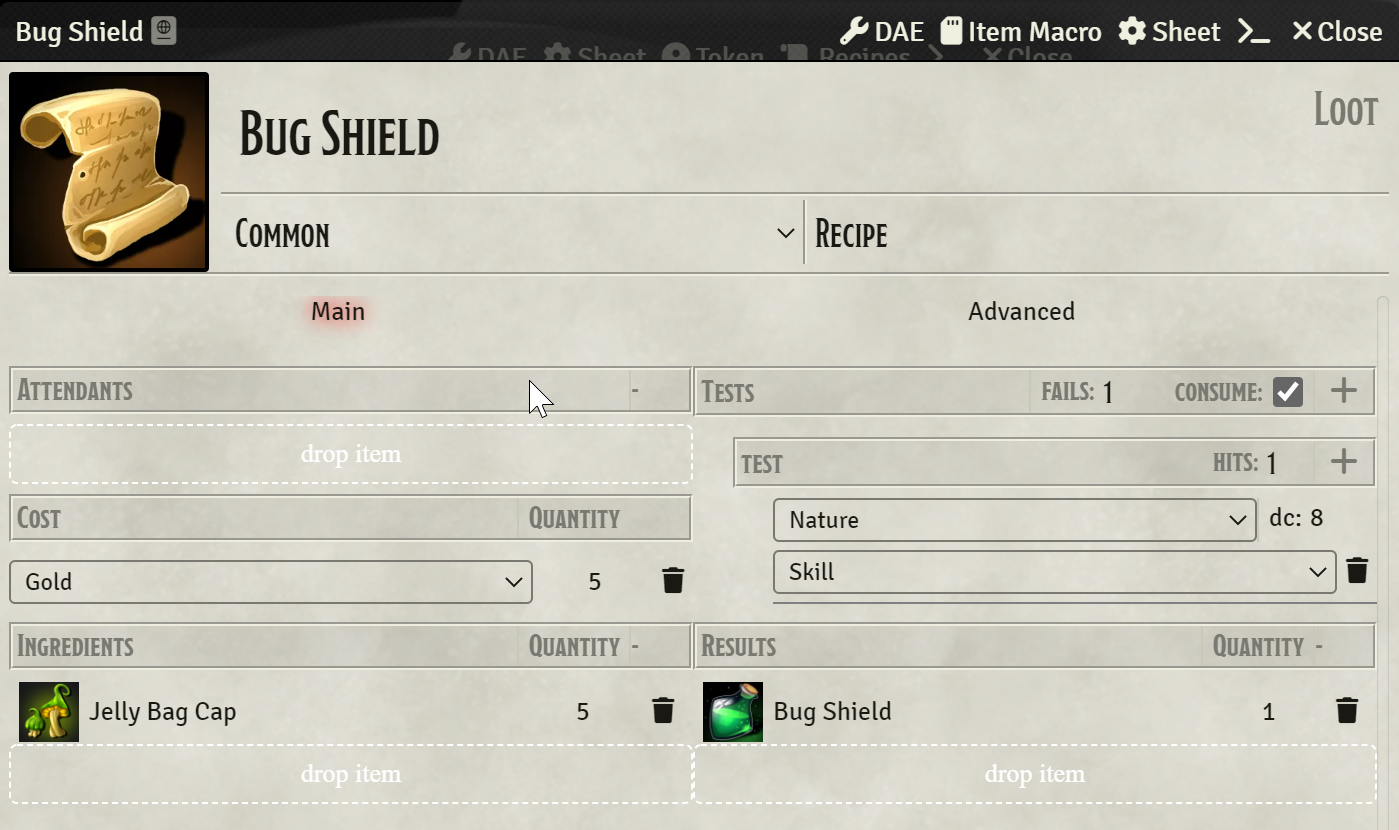 Bug Shield DAE Item Macro Sheet Close
DAE Sheet Token Recipes Close
Bug Shield
Loot
Common Recipe
Main Advanced
Attendants - Tests FAILS: 1 CONSUME:
drop item
TEST HITS: 1
Cost Quantity
Nature dc: 8
Skill
Gold 5
Ingredients Quantity - Results Quantity -
Jelly Bag Cap 5 Bug Shield 1
drop item drop item